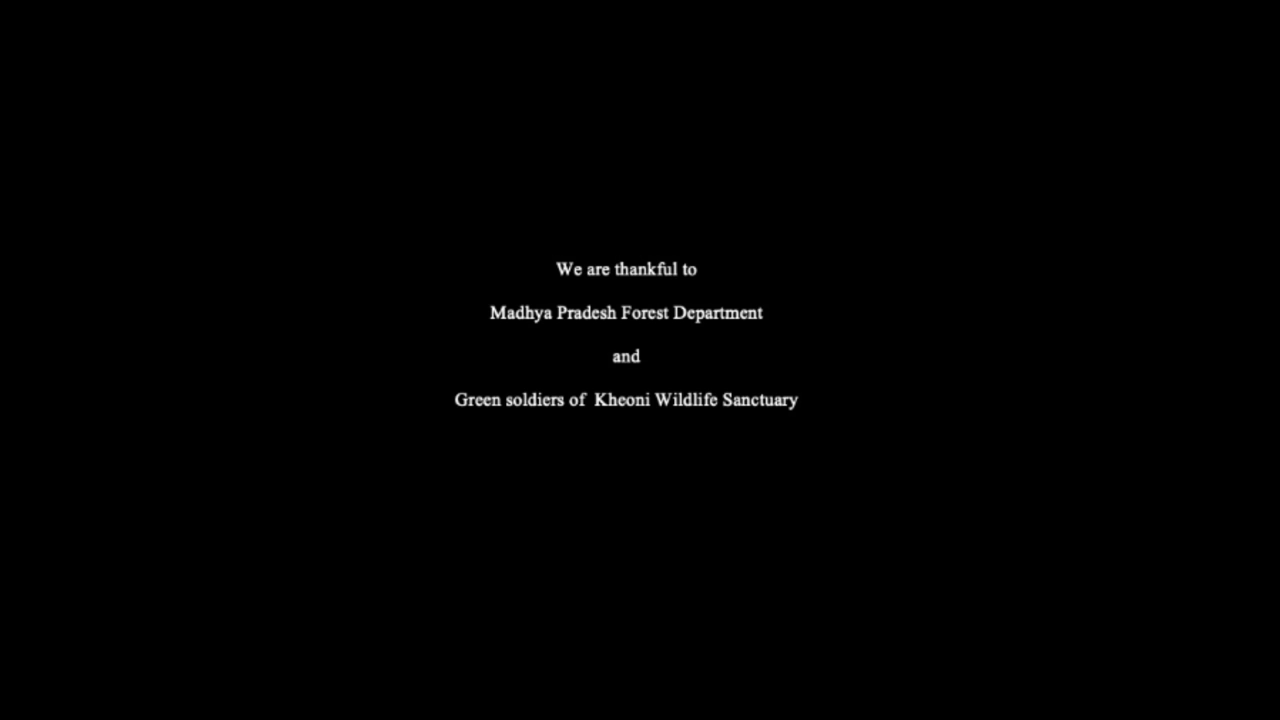 We are thankful to
Madhya Pradesh Forest Department
and
Green soldiers of Kheoni Wildlife Sanctuary